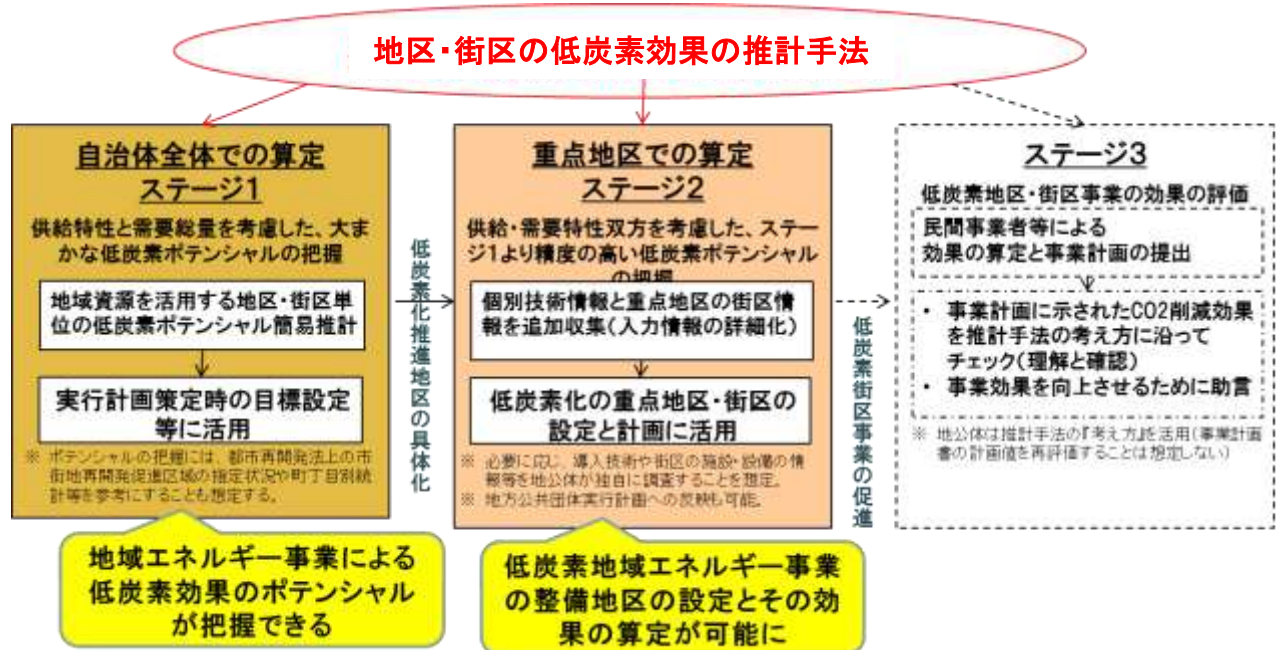 地区・街区の低炭素効果の推計手法
自治体全体での算定
ステージ1
供給特性と需要総量を考慮した、大ま
かな低炭素ポテンシャルの把握
地域資源を活用する地区・街区単
位の低炭素ポテンシャル簡易推計
実行計画策定時の目標設定
等に活用
※ ポテンシャルの把握には、都市再開発法上の市
街地再開発促進区域の指定状況や町丁目別統
計等を参考にすることも想定する。
地域エネルギー事業による
低炭素効果のポテンシャル
が把握できる
低炭素化推進地区の具体化
重点地区での算定
ステージ2
供給・需要特性双方を考慮した、ステー
ジ1より精度の高い低炭素ポテンシャル
の把握
個別技術情報と重点地区の街区情
報を追加収集(入力情報の詳細化)
低炭素化の重点地区・街区の
設定と計画に活用
※ 必要に応じ、導入技術や街区の施設・設備の情
報等を地公体が独自に調査することを想定。
※ 地方公共団体実行計画への反映も可能。
低炭素地域エネルギー事業
の整備地区の設定とその効
果の算定が可能に
低炭素街区事業の促進
ステージ3
低炭素地区・街区事業の効果の評価
民間事業者等による
効果の算定と事業計画の提出
・ 事業計画に示されたCO2削減効果
を推計手法の考え方に沿って
チェック(理解と確認)
・ 事業効果を向上させるために助言
※ 地公体は推計手法の『考え方』を活用(事業計画
書の計画値を再評価することは想定しない)